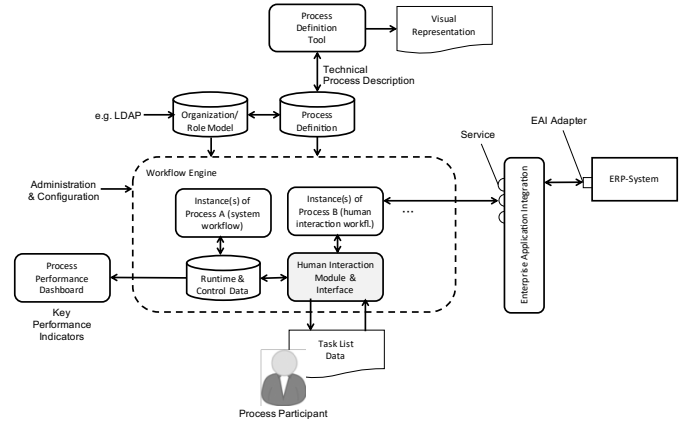 Process
Definition
Tool
Visual
Representation
Technical
Process Description
e.g. LDAP
Organization/
Role Model
Process
Definition
Service
EAI Adapter
Workflow Engine
Administration
& Configuration
Instance(s) of
Process A (system
workflow)
Instance(s) of
Process B (human
interaction workfl.)
...
Enterprise Application Integration
ERP-System
Process
Performance
Dashboard
Runtime &
Control Data
Human Interaction
Module &
Interface
Key
Performance
Indicators
Task List
Data
Process Participant